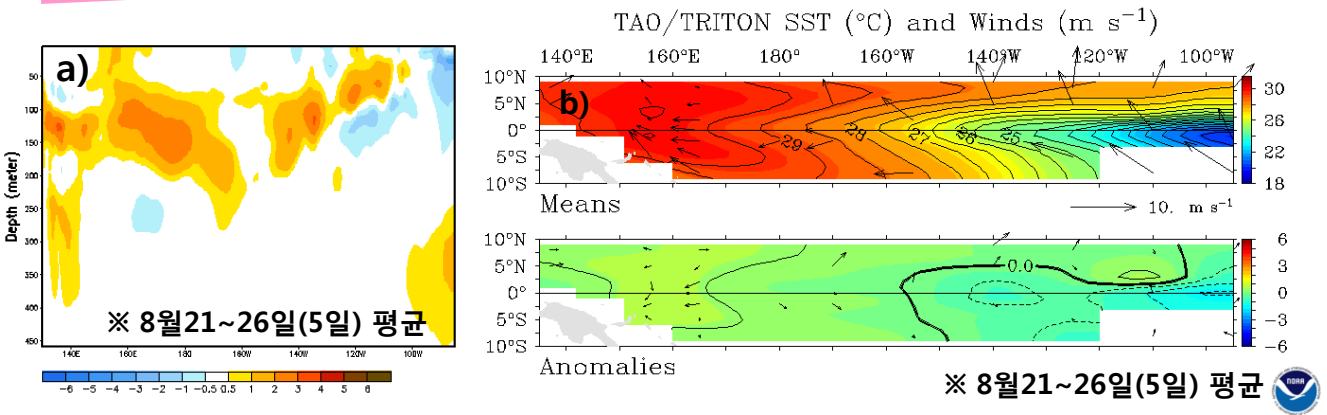 TAO/TRITON SST (°C) and Winds (m s⁻¹)
a)
Depth (meter)
50
100
150
200
250
300
350
400
450
140E 160E 180 160W 140W 120W 100W
※ 8월21~26일(5일) 평균
-6 -5 -4 -3 -2 -1 -0.5 0.5 1 2 3 4 5 6
140°E 160°E 180° 160°W 140°W 120°W 100°W
b)
10°N
5°N
0°
5°S
10°S
29 28 27 26 25
30
26
22
18
Means
10. m s⁻¹
10°N
5°N
0°
5°S
10°S
0.0
6
3
0
−3
−6
Anomalies
※ 8월21~26일(5일) 평균
NOAA